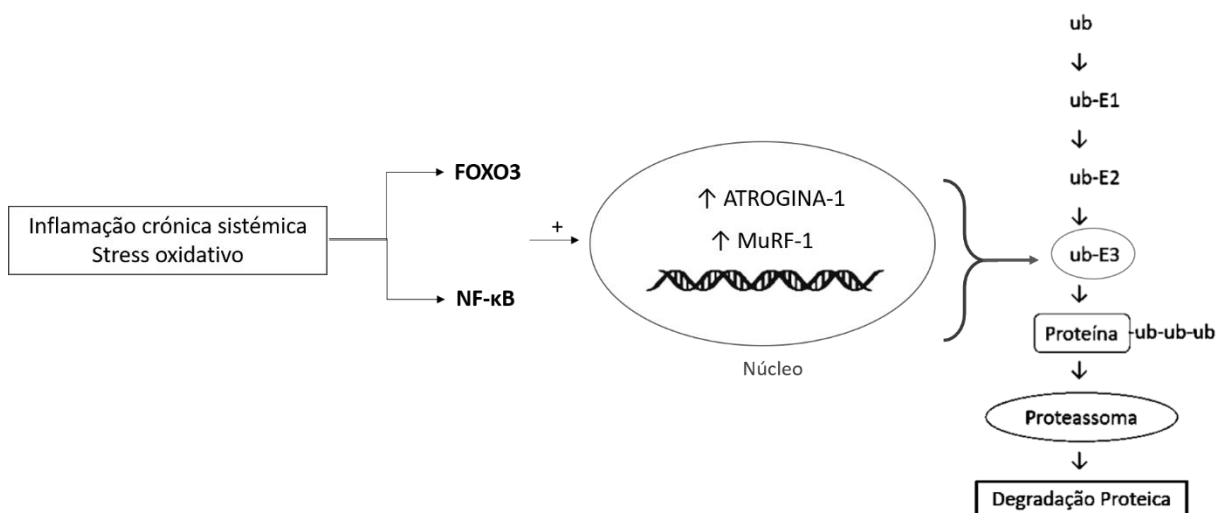 Inflamação crónica sistémica
Stress oxidativo
FOXO3
NF-κB
+
↑ ATROGINA-1
↑ MuRF-1
Núcleo
ub
↓
ub-E1
↓
ub-E2
↓
ub-E3
↓
Proteína -ub-ub-ub
↓
Proteassoma
↓
Degradação Proteica